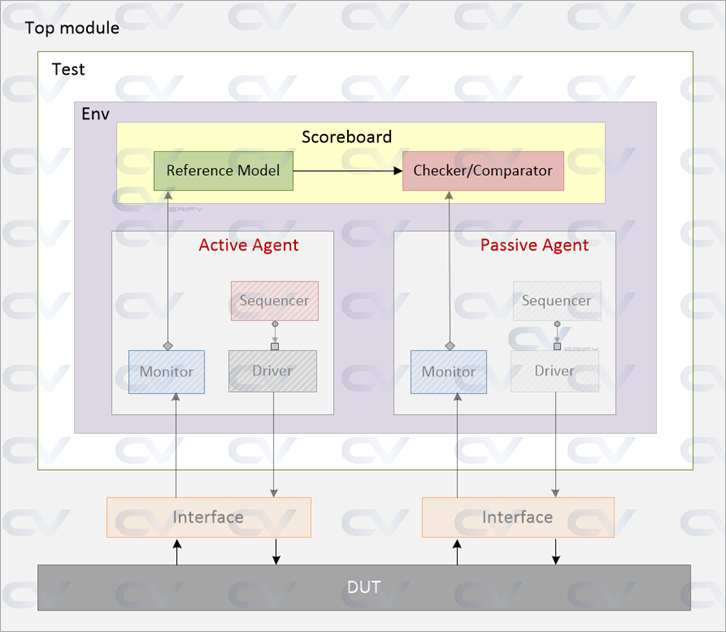 Top module
Test
Env
Scoreboard
Reference Model
Checker/Comparator
Active Agent
Passive Agent
Sequencer
Sequencer
Monitor
Driver
Monitor
Driver
Interface
Interface
DUT